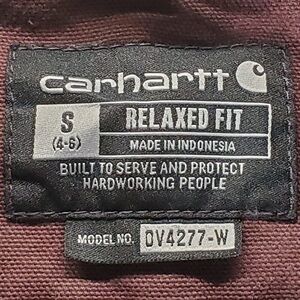 carhartt
S
(4-6)
RELAXED FIT
MADE IN INDONESIA
BUILT TO SERVE AND PROTECT
HARDWORKING PEOPLE
MODEL NO. OV4277-W